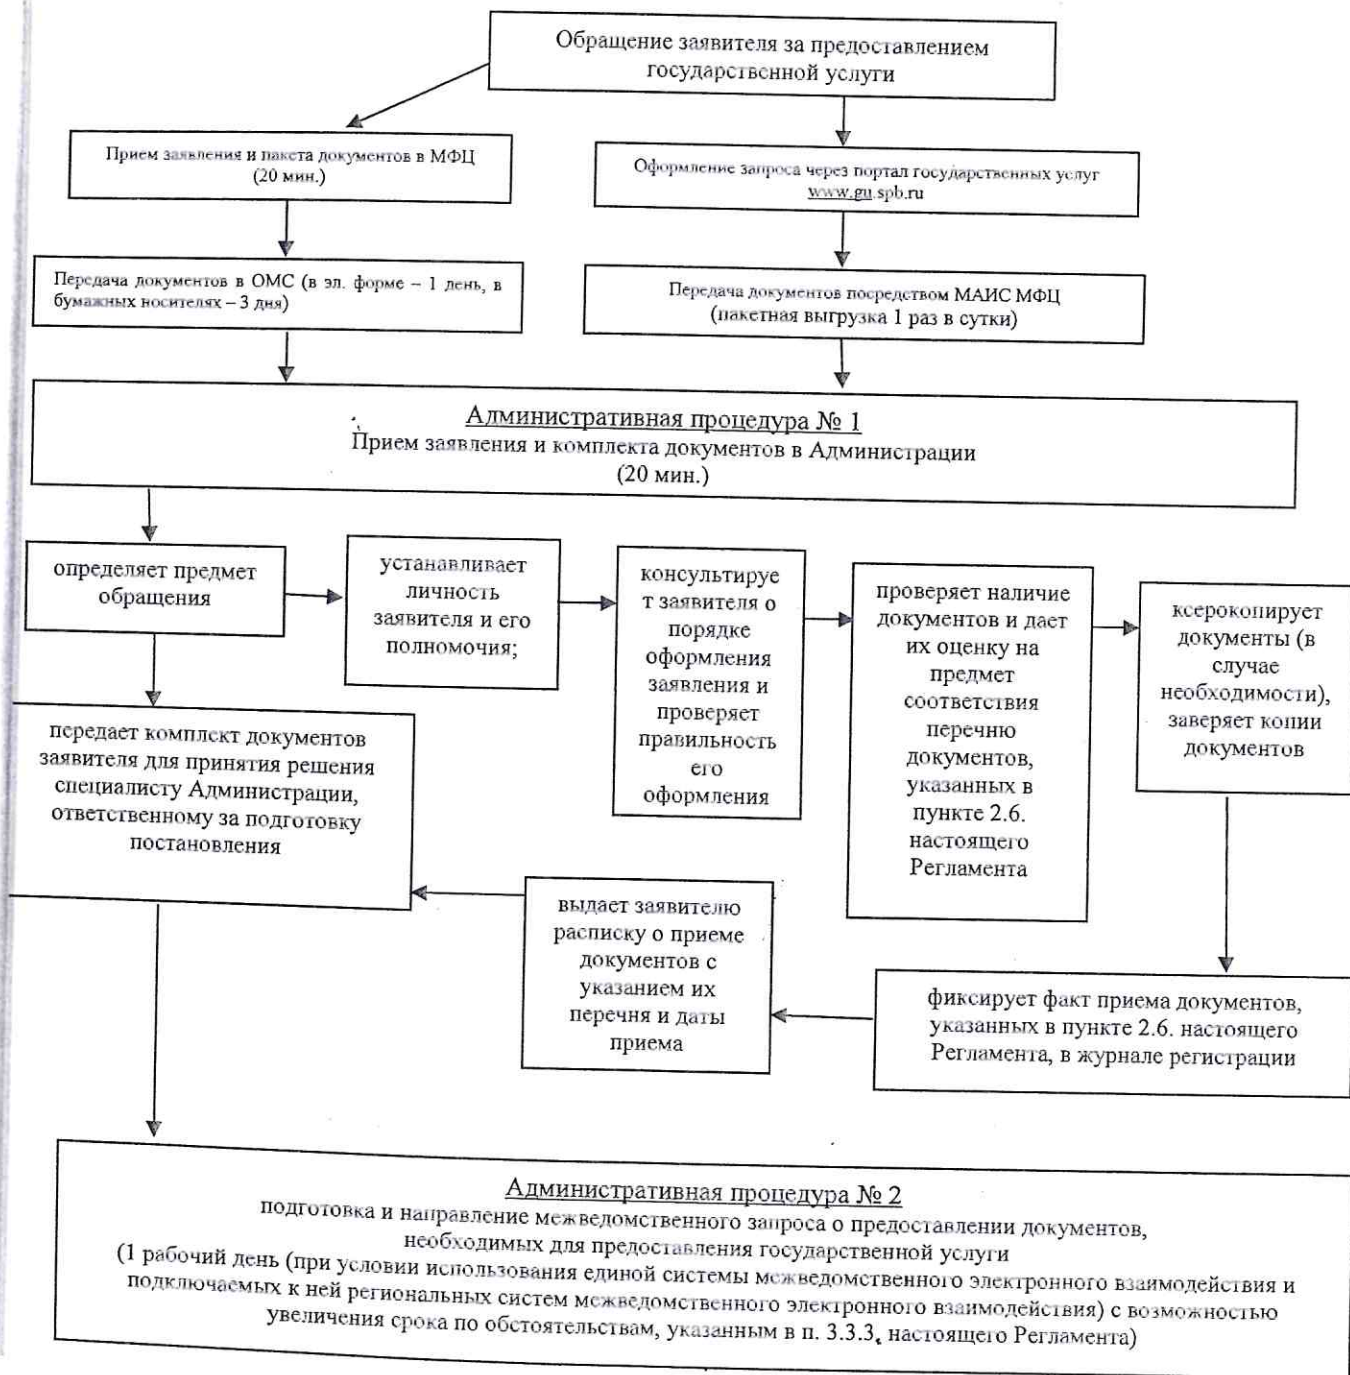 Обращение заявителя за предоставлением
государственной услуги
Прием заявления и пакета документов в МФЦ
(20 мин.)
Оформление запроса через портал государственных услуг
www.gu.spb.ru
Передача документов в ОМС (в эл. форме – 1 день, в
бумажных носителях – 3 дня)
Передача документов посредством МАИС МФЦ
(пакетная выгрузка 1 раз в сутки)
Административная процедура № 1
Прием заявления и комплекта документов в Администрации
(20 мин.)
определяет предмет
обращения
устанавливает
личность
заявителя и его
полномочия;
консультируе
т заявителя о
порядке
оформления
заявления и
проверяет
правильность
его
оформления
проверяет наличие
документов и дает
их оценку на
предмет
соответствия
перечню
документов,
указанных в
пункте 2.6.
настоящего
Регламента
ксерокопирует
документы (в
случае
необходимости),
заверяет копии
документов
передает комплект документов
заявителя для принятия решения
специалисту Администрации,
ответственному за подготовку
постановления
выдает заявителю
расписку о приеме
документов с
указанием их
перечня и даты
приема
фиксирует факт приема документов,
указанных в пункте 2.6. настоящего
Регламента, в журнале регистрации
Административная процедура № 2
подготовка и направление межведомственного запроса о предоставлении документов,
необходимых для предоставления государственной услуги
(1 рабочий день (при условии использования единой системы межведомственного электронного взаимодействия и
подключаемых к ней региональных систем межведомственного электронного взаимодействия) с возможностью
увеличения срока по обстоятельствам, указанным в п. 3.3.3. настоящего Регламента)